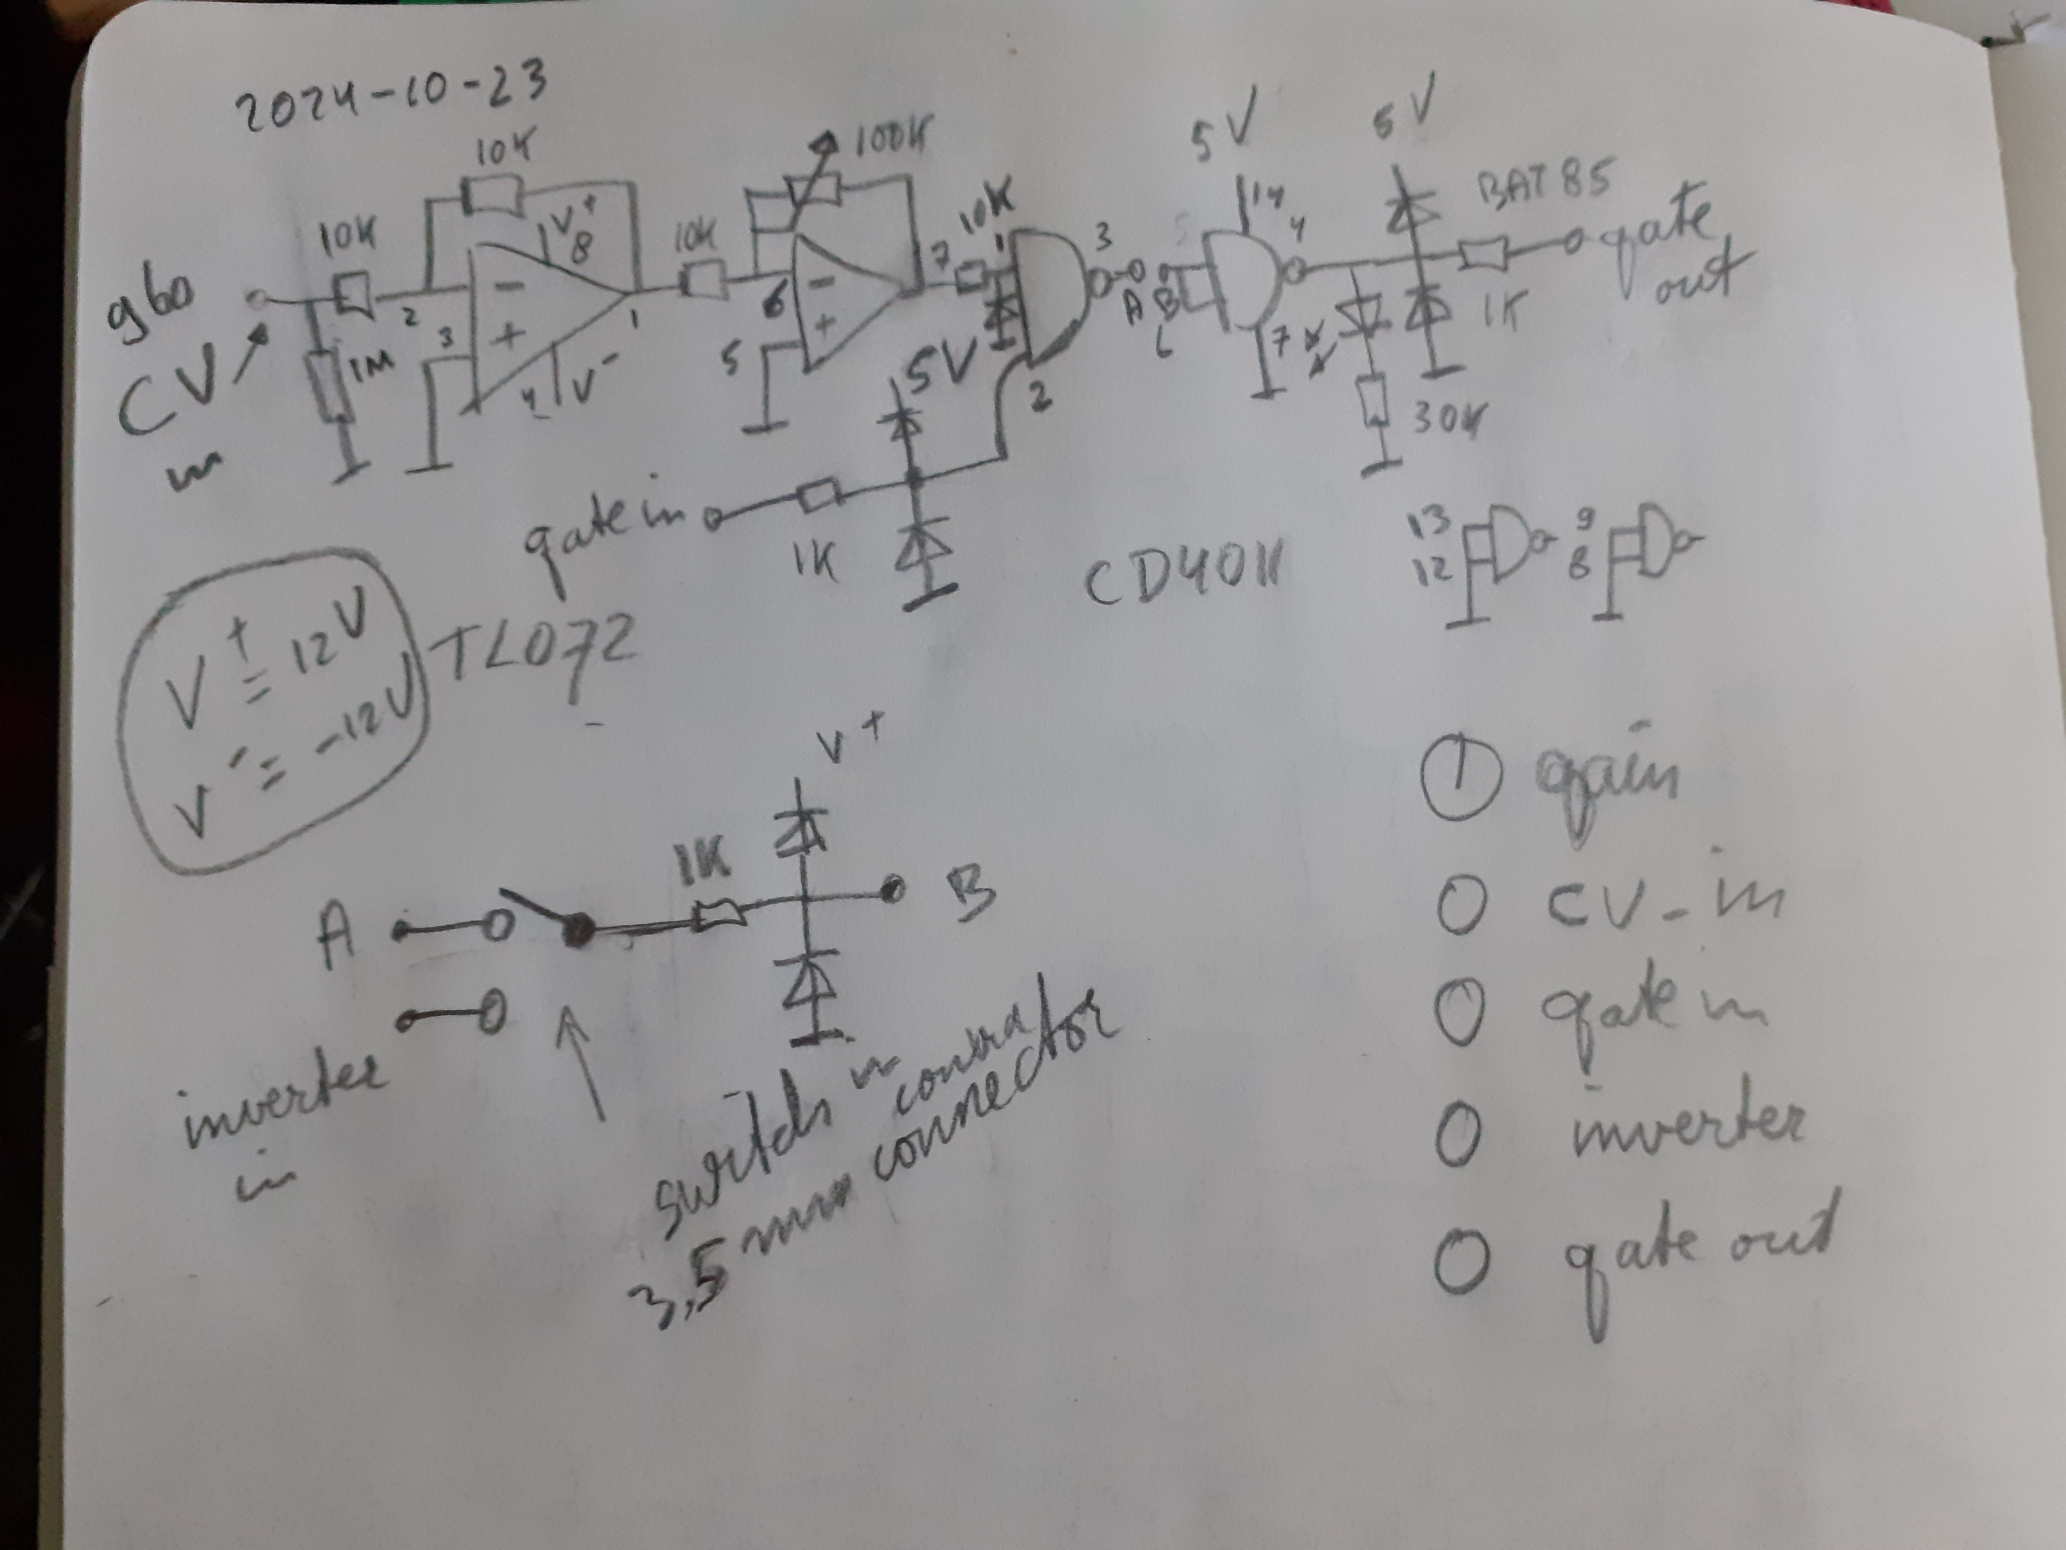 2024-10-23
10K
100K
5V
5V
10K
V+
8
10K
10K
1
3
14
4
BAT85
g60
CV
in
gate
out
2
3
1
6
7
A
B
1M
4
V-
5
5V
2
6
7
1K
30K
gate in
1K
CD4011
13
12
9
8
V+=12V
V-=-12V
TL072
V+
1K
A
B
inverter
in
switch in
3,5 mm connector
gain
CV-in
gate in
inverter
gate out